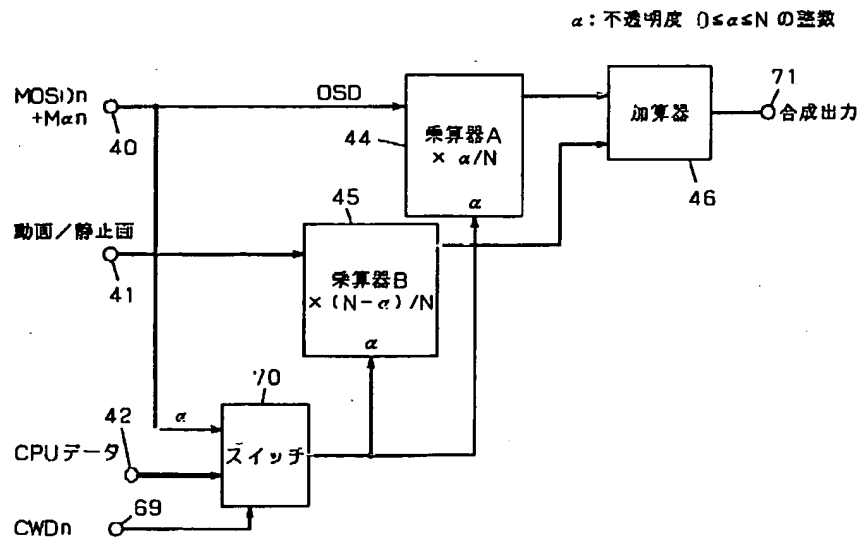 α：不透明度 0≤α≤N の整数
MOSDn
+Mαn
40
OSD
44
乗算器A
× α/N
α
加算器
46
71
合成出力
動画／静止画
41
45
乗算器B
× (N−α)/N
α
70
α
スイッチ
42
CPUデータ
69
CWDn